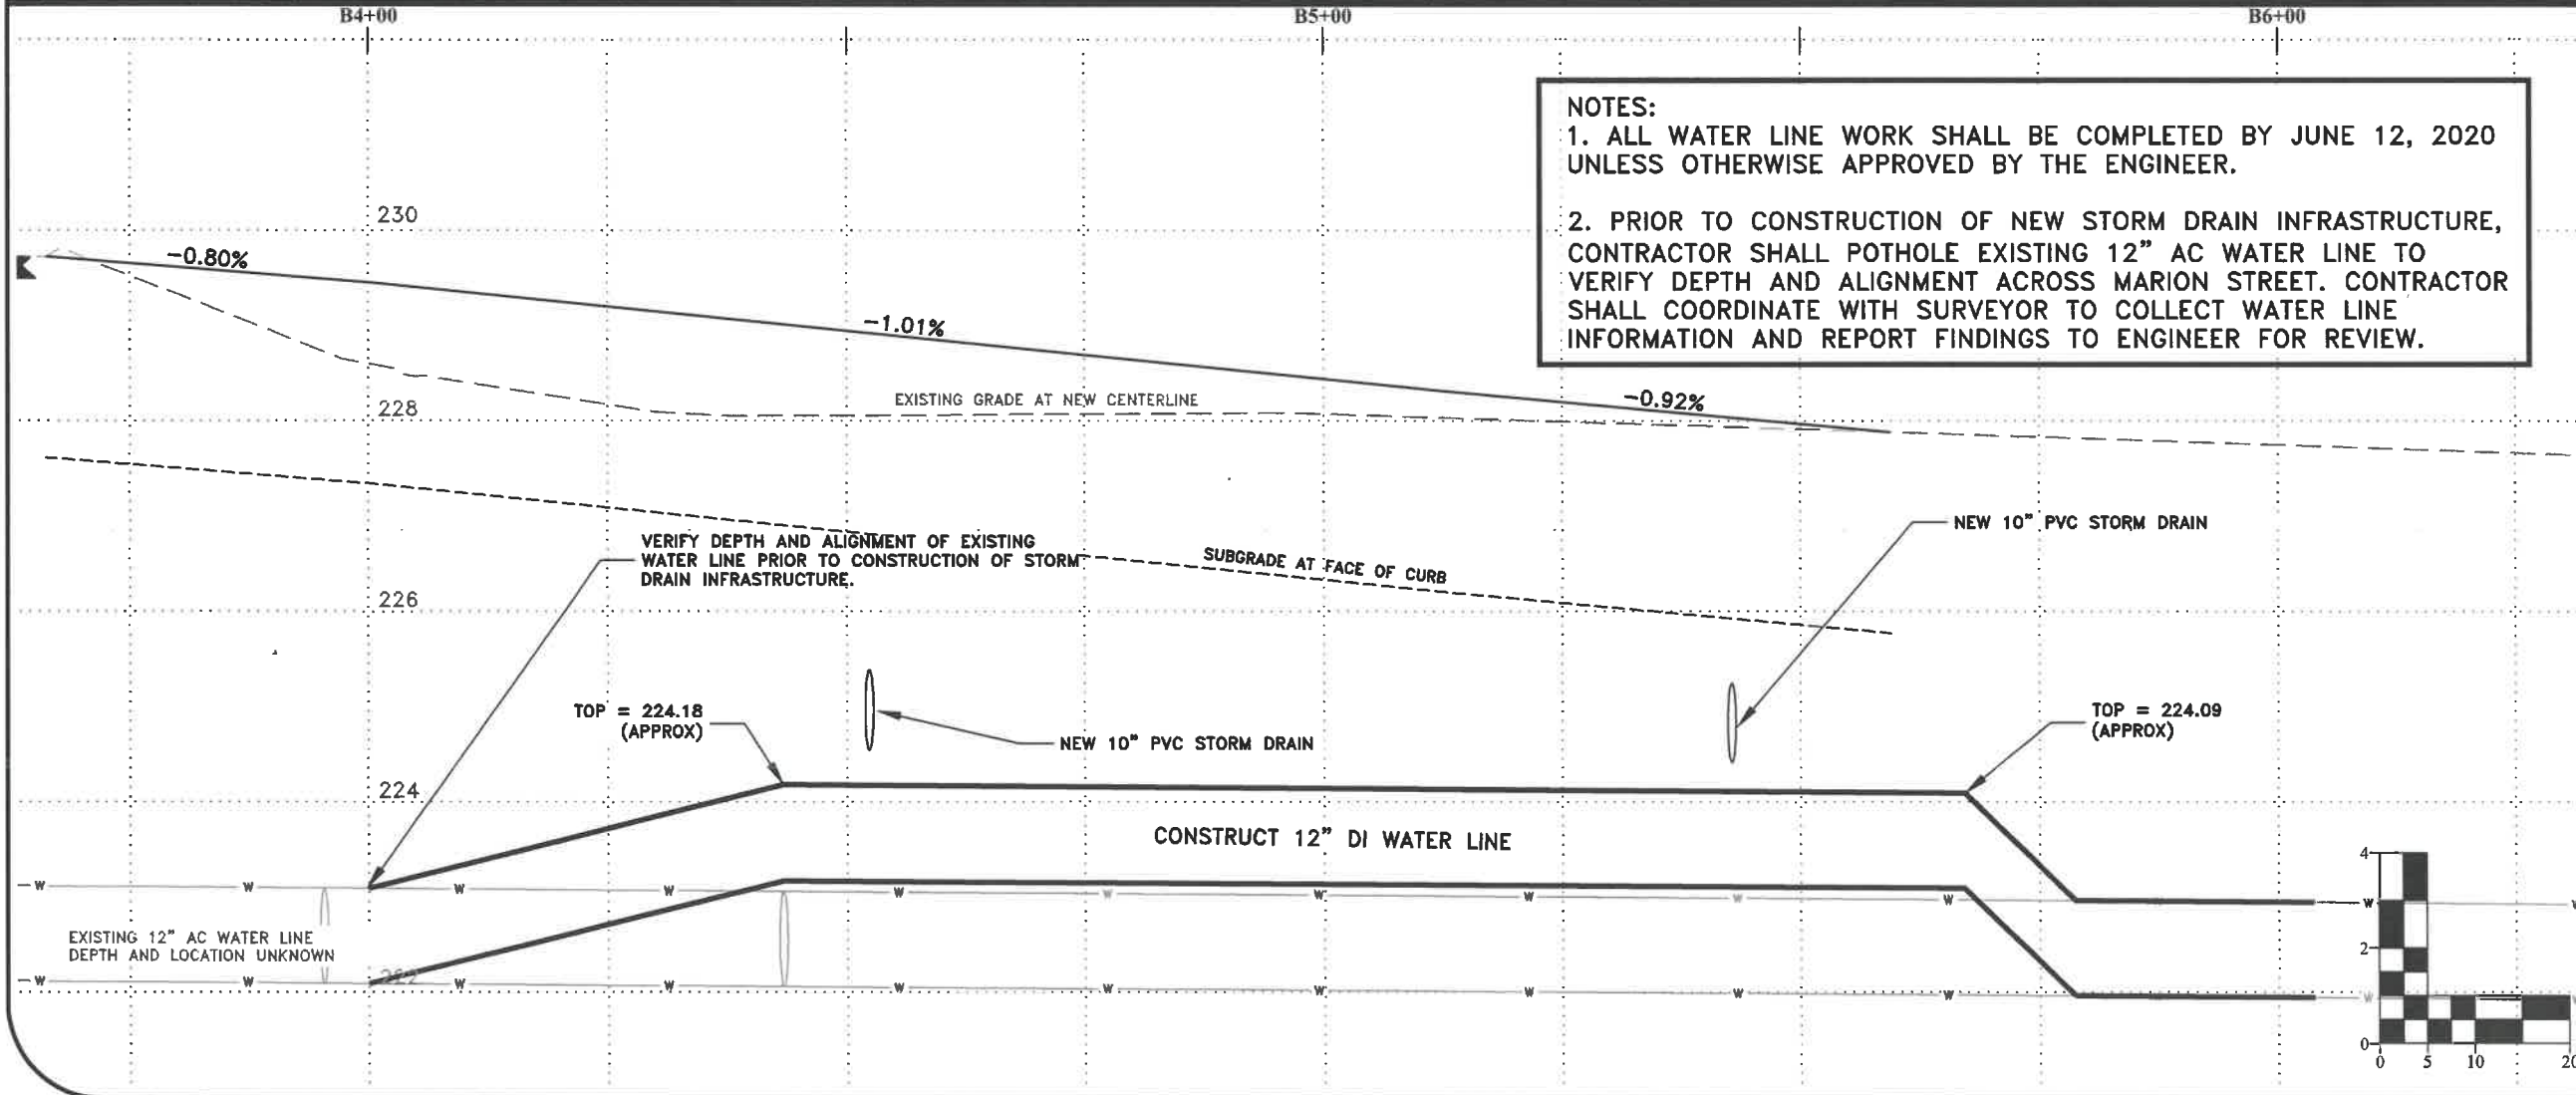 B4+00 B5+00 B6+00
NOTES:
1. ALL WATER LINE WORK SHALL BE COMPLETED BY JUNE 12, 2020
UNLESS OTHERWISE APPROVED BY THE ENGINEER.
2. PRIOR TO CONSTRUCTION OF NEW STORM DRAIN INFRASTRUCTURE,
CONTRACTOR SHALL POTHOLE EXISTING 12" AC WATER LINE TO
VERIFY DEPTH AND ALIGNMENT ACROSS MARION STREET. CONTRACTOR
SHALL COORDINATE WITH SURVEYOR TO COLLECT WATER LINE
INFORMATION AND REPORT FINDINGS TO ENGINEER FOR REVIEW.
230
-0.80%
-1.01%
-0.92%
228
EXISTING GRADE AT NEW CENTERLINE
NEW 10" PVC STORM DRAIN
VERIFY DEPTH AND ALIGNMENT OF EXISTING
WATER LINE PRIOR TO CONSTRUCTION OF STORM
DRAIN INFRASTRUCTURE.
SUBGRADE AT FACE OF CURB
226
TOP = 224.18
(APPROX)
NEW 10" PVC STORM DRAIN
TOP = 224.09
(APPROX)
224
CONSTRUCT 12" DI WATER LINE
W W W W W W W W W W W
EXISTING 12" AC WATER LINE
DEPTH AND LOCATION UNKNOWN
222
W W W W W W W W W W W
4
2
0
0 5 10 20